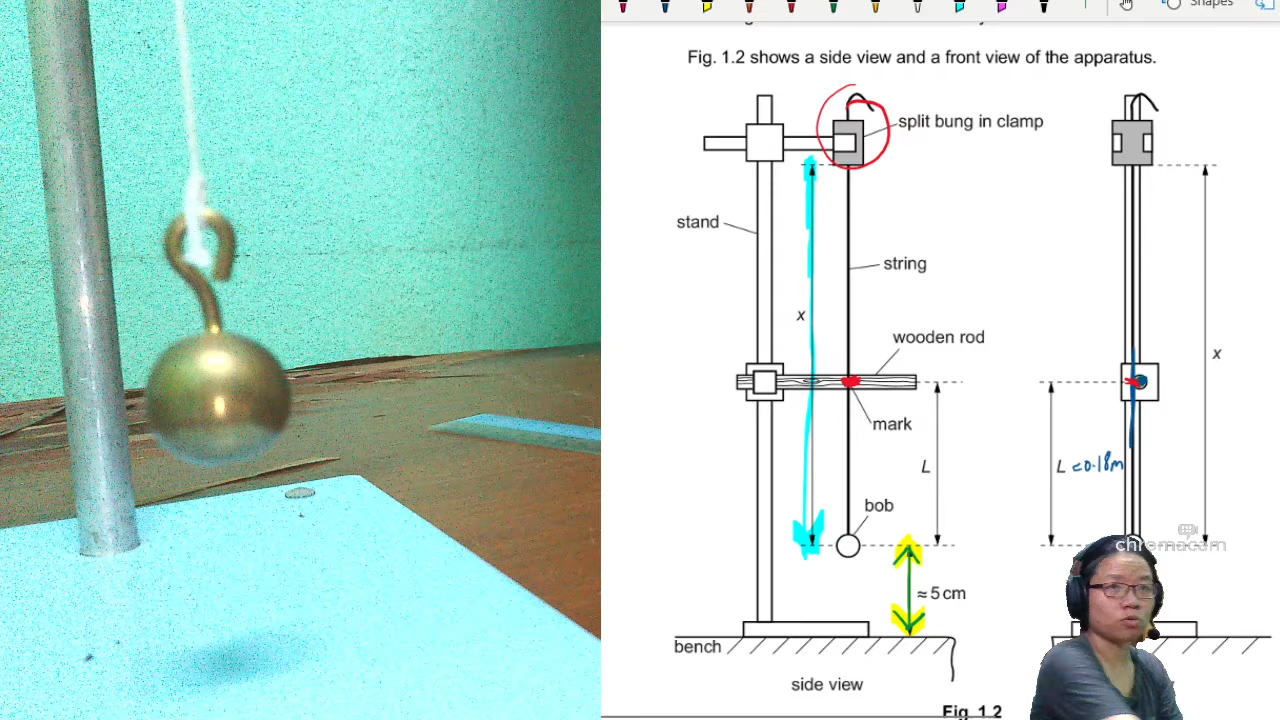 Shapes
Fig. 1.2 shows a side view and a front view of the apparatus.
split bung in clamp
stand
string
x
x
wooden rod
mark
L
L = 0.18m
bob
chromacam
≈ 5 cm
bench
side view
Fig. 1.2